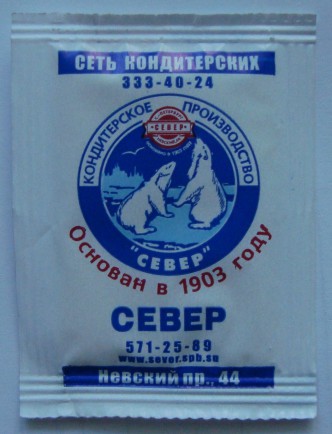 СЕТЬ КОНДИТЕРСКИХ
333-40-24
КОНДИТЕРСКОЕ ПРОИЗВОДСТВО
СЕВЕР
"СЕВЕР"
Основан в 1903 году
СЕВЕР
571-25-89
www.sever.spb.su
Невский пр., 44